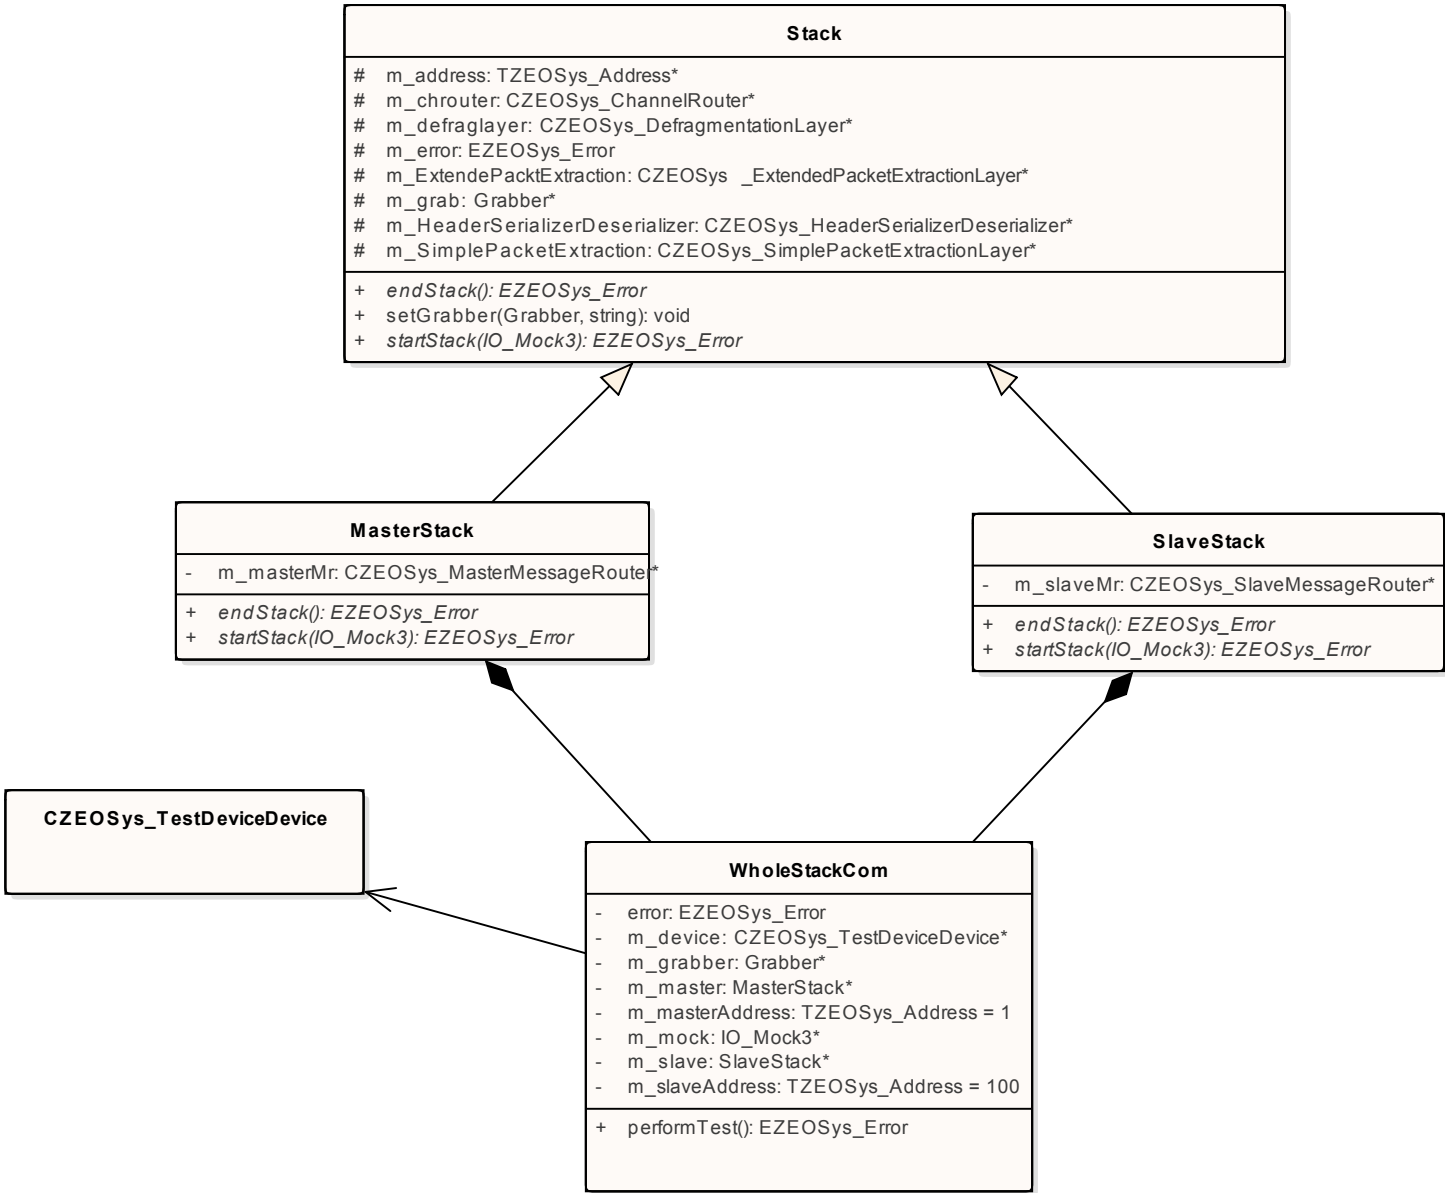 Stack
# m_address: TZEOSys_Address*
# m_chrouter: CZEOSys_ChannelRouter*
# m_defraglayer: CZEOSys_DefragmentationLayer*
# m_error: EZEOSys_Error
# m_ExtendePacktExtraction: CZEOSys _ExtendedPacketExtractionLayer*
# m_grab: Grabber*
# m_HeaderSerializerDeserializer: CZEOSys_HeaderSerializerDeserializer*
# m_SimplePacketExtraction: CZEOSys_SimplePacketExtractionLayer*
+ endStack(): EZEOSys_Error
+ setGrabber(Grabber, string): void
+ startStack(IO_Mock3): EZEOSys_Error
MasterStack
- m_masterMr: CZEOSys_MasterMessageRouter*
+ endStack(): EZEOSys_Error
+ startStack(IO_Mock3): EZEOSys_Error
SlaveStack
- m_slaveMr: CZEOSys_SlaveMessageRouter*
+ endStack(): EZEOSys_Error
+ startStack(IO_Mock3): EZEOSys_Error
CZEOSys_TestDeviceDevice
WholeStackCom
- error: EZEOSys_Error
- m_device: CZEOSys_TestDeviceDevice*
- m_grabber: Grabber*
- m_master: MasterStack*
- m_masterAddress: TZEOSys_Address = 1
- m_mock: IO_Mock3*
- m_slave: SlaveStack*
- m_slaveAddress: TZEOSys_Address = 100
+ performTest(): EZEOSys_Error